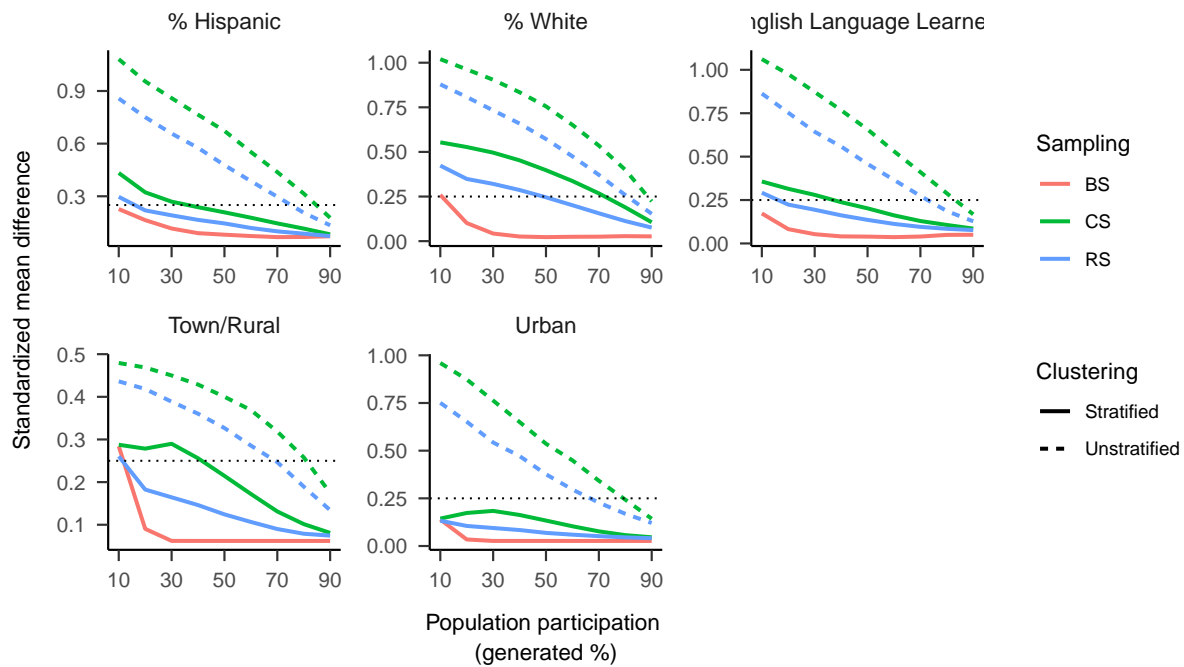 % Hispanic
% White
nglish Language Learne
0.9
0.6
0.3
1.00
0.75
0.50
0.25
0.00
1.00
0.75
0.50
0.25
0.00
10 30 50 70 90
10 30 50 70 90
10 30 50 70 90
Town/Rural
Urban
0.5
0.4
0.3
0.2
0.1
1.00
0.75
0.50
0.25
0.00
10 30 50 70 90
10 30 50 70 90
Standardized mean difference
Population participation
(generated %)
Sampling
BS
CS
RS
Clustering
Stratified
Unstratified